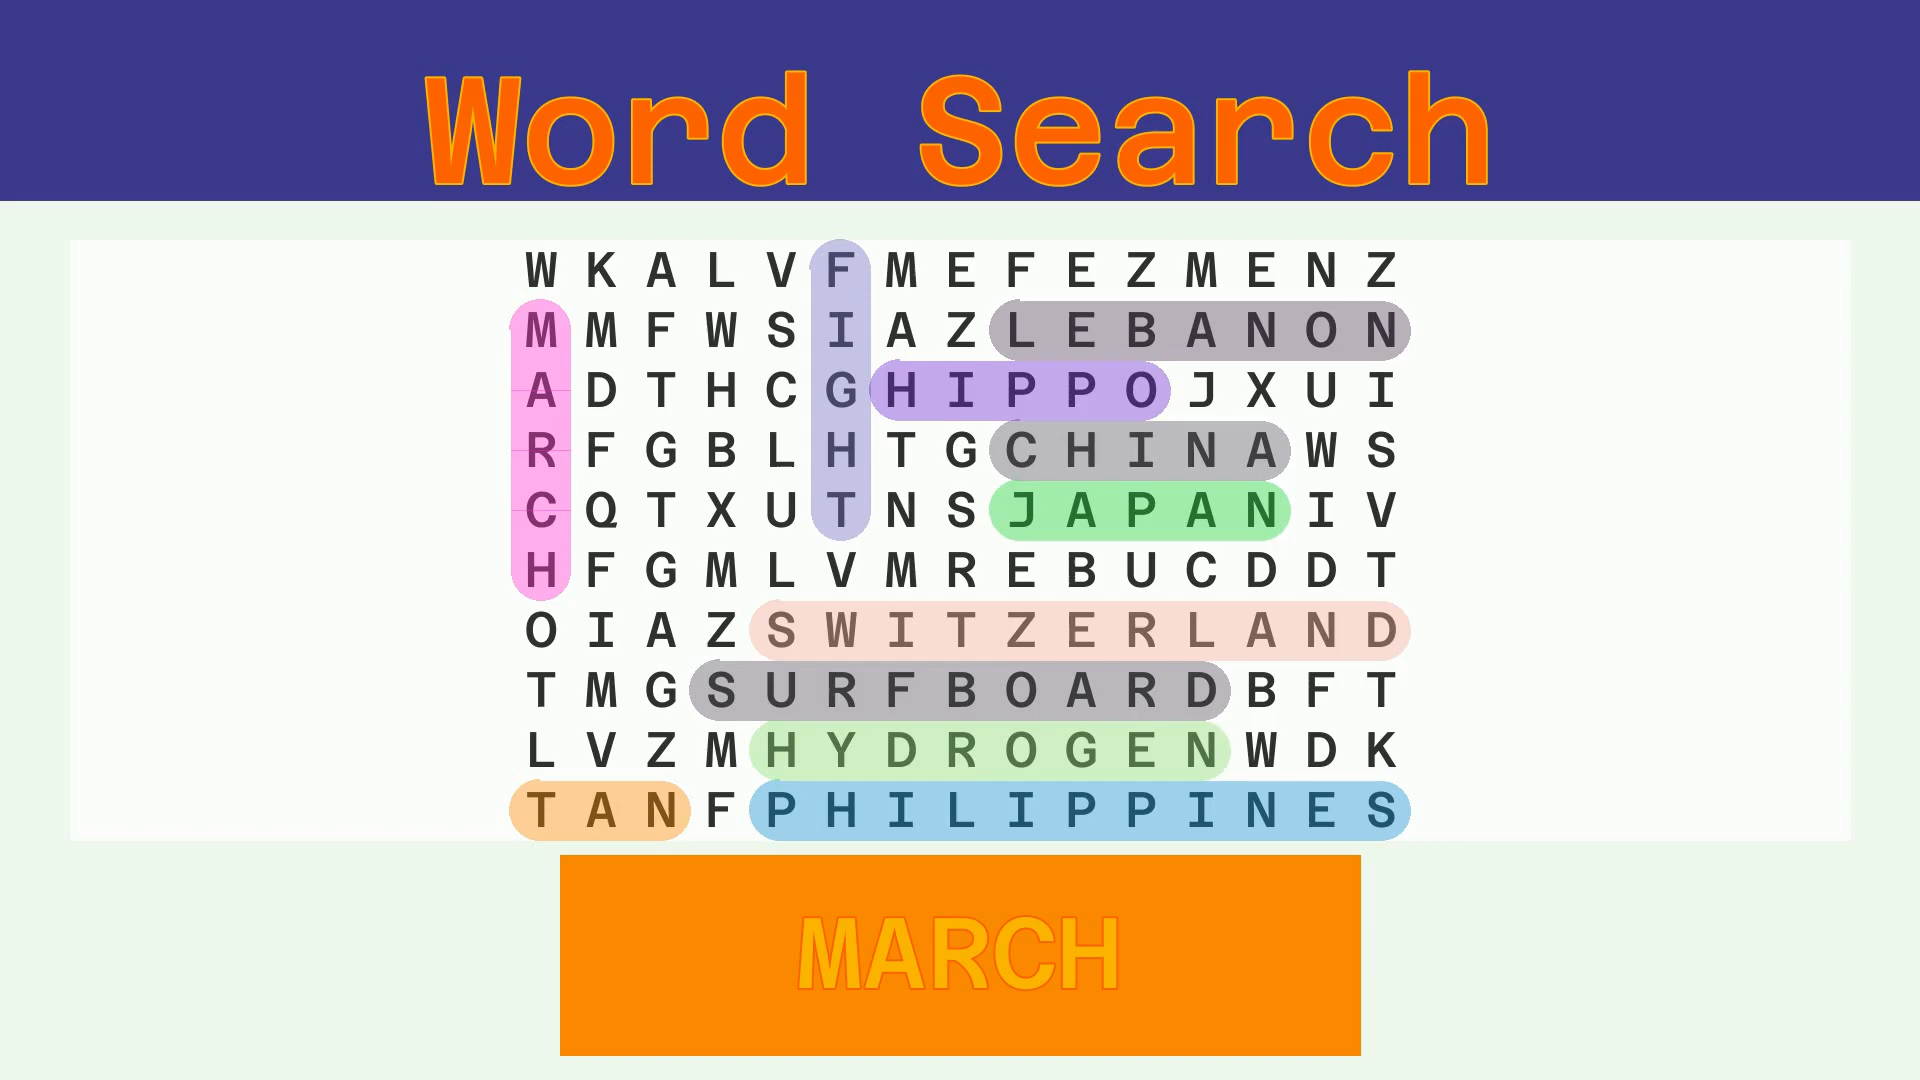 Word Search
W K A L V F M E F E Z M E N Z
M M F W S I A Z L E B A N O N
A D T H C G H I P P O J X U I
R F G B L H T G C H I N A W S
C Q T X U T N S J A P A N I V
H F G M L V M R E B U C D D T
O I A Z S W I T Z E R L A N D
T M G S U R F B O A R D B F T
L V Z M H Y D R O G E N W D K
T A N F P H I L I P P I N E S
MARCH